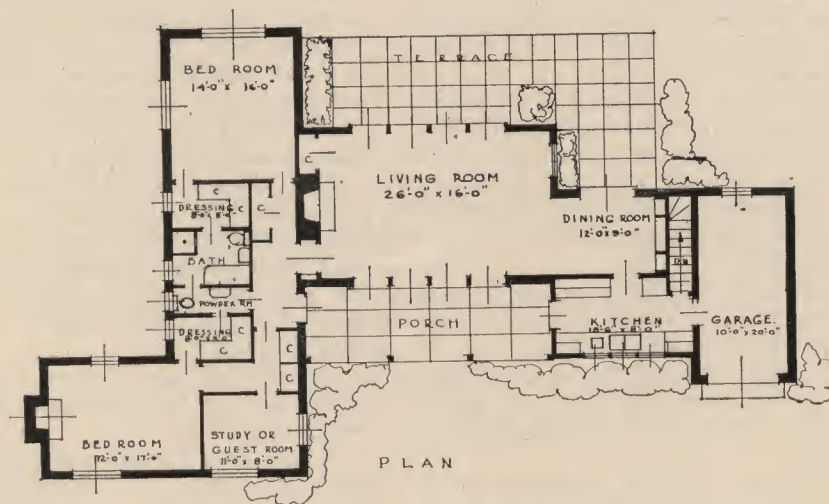 BED ROOM
14'-0" x 16'-0"
TERRACE
C
LIVING ROOM
26'-0" x 16'-0"
C
DRESSING
C
C
DINING ROOM
12'-0" x 9'-0"
BATH
DN
POWDER RM
PORCH
KITCHEN
GARAGE.
10'-0" x 20'-0"
DRESSING
C
C
C
C
BED ROOM
STUDY OR
GUEST ROOM
11'-0" x 8'-0"
PLAN